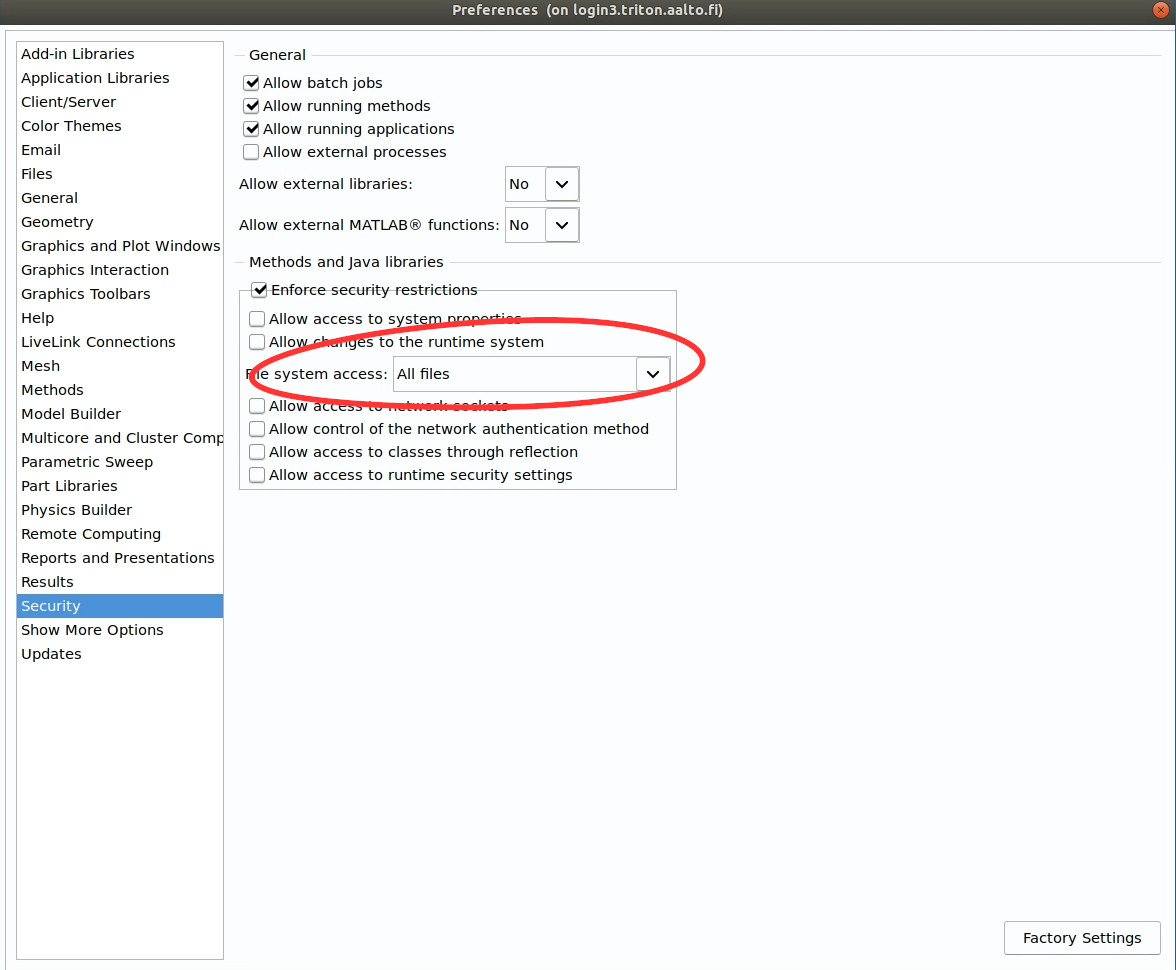 Preferences (on login3.triton.aalto.fi)
Add-in Libraries
Application Libraries
Client/Server
Color Themes
Email
Files
General
Geometry
Graphics and Plot Windows
Graphics Interaction
Graphics Toolbars
Help
LiveLink Connections
Mesh
Methods
Model Builder
Multicore and Cluster Comp
Parametric Sweep
Part Libraries
Physics Builder
Remote Computing
Reports and Presentations
Results
Security
Show More Options
Updates
General
Allow batch jobs
Allow running methods
Allow running applications
Allow external processes
Allow external libraries: No
Allow external MATLAB® functions: No
Methods and Java libraries
Enforce security restrictions
Allow access to system properties
Allow changes to the runtime system
File system access: All files
Allow access to network sockets
Allow control of the network authentication method
Allow access to classes through reflection
Allow access to runtime security settings
Factory Settings